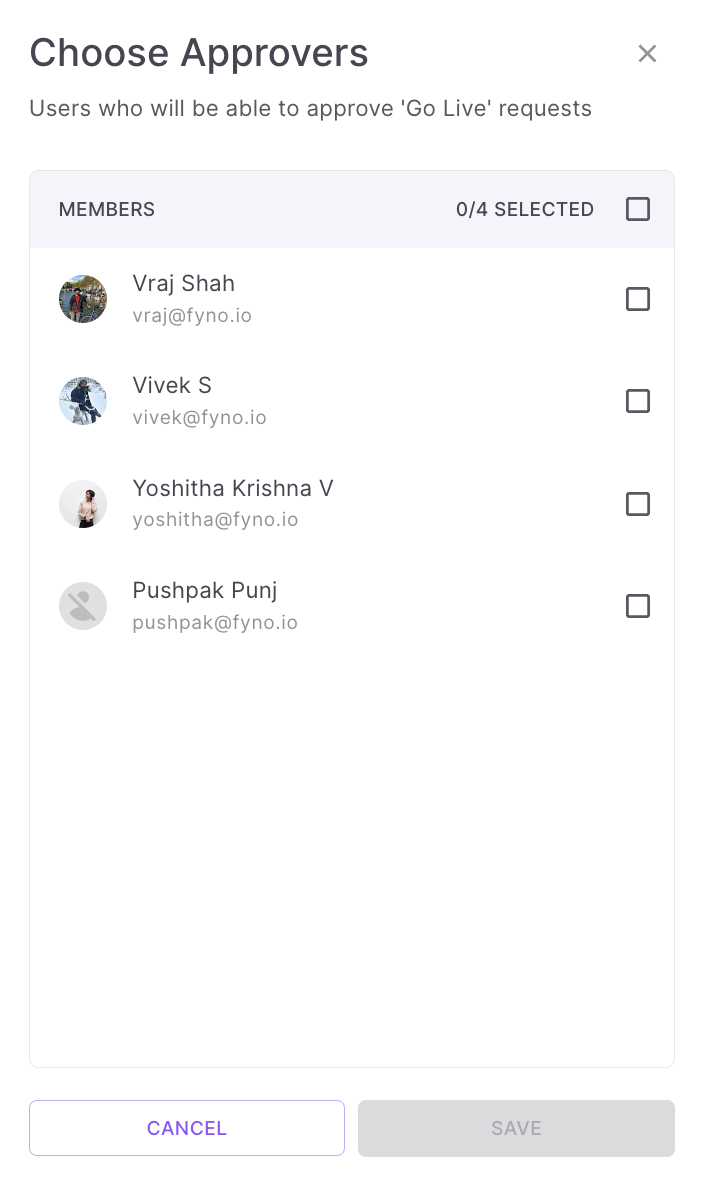 Choose Approvers
Users who will be able to approve 'Go Live' requests
MEMBERS 0/4 SELECTED
Vraj Shah
vraj@fyno.io
Vivek S
vivek@fyno.io
Yoshitha Krishna V
yoshitha@fyno.io
Pushpak Punj
pushpak@fyno.io
CANCEL SAVE